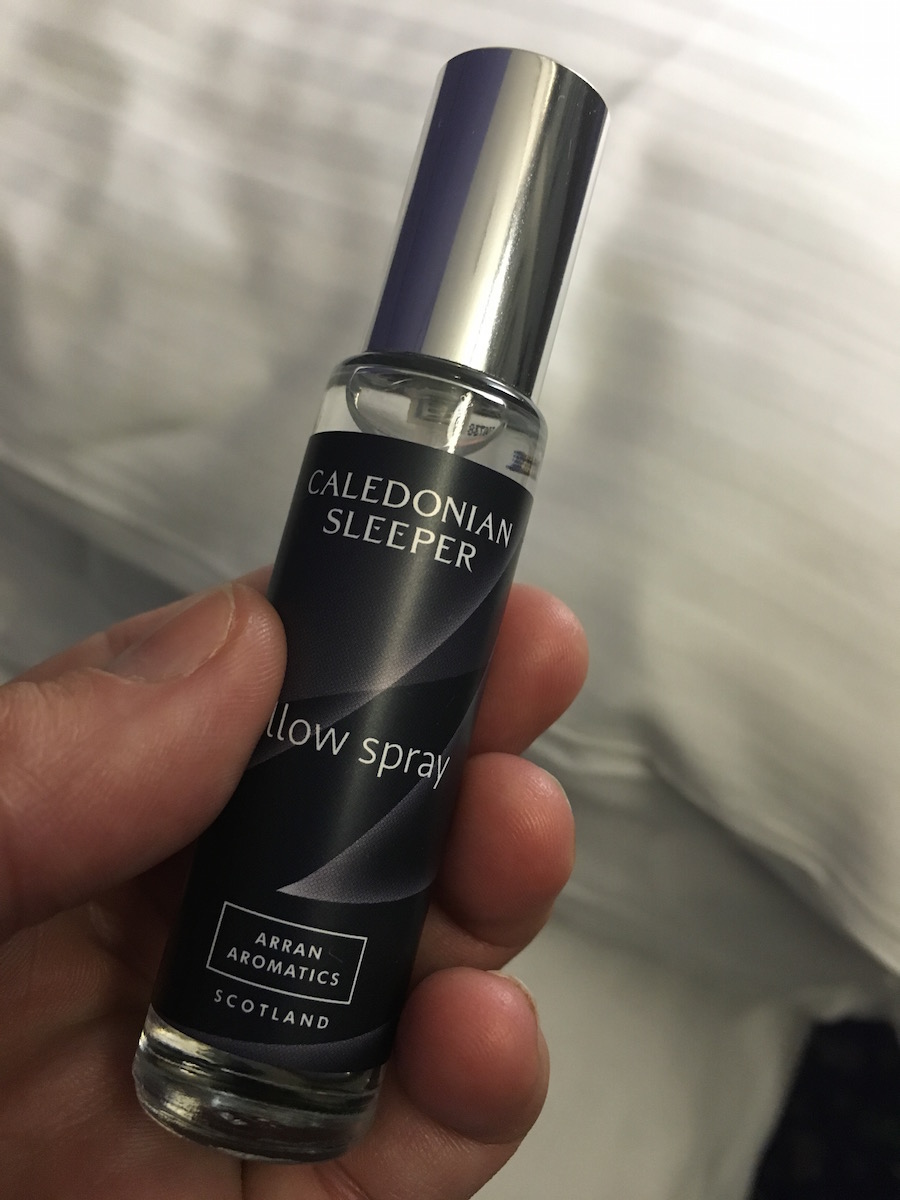 CALEDONIAN
SLEEPER
llow spray
ARRAN
AROMATICS
SCOTLAND